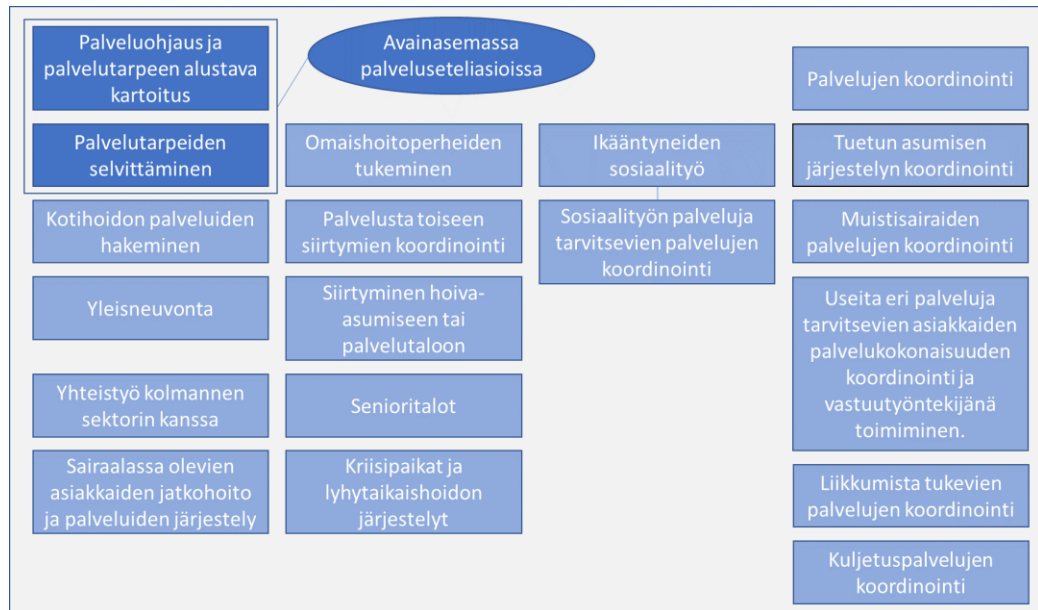 Palveluohjaus ja
palvelutarpeen alustava
kartoitus
Avainasemassa
palveluseteliasioissa
Palvelutarpeiden
selvittäminen
Kotihoidon palveluiden
hakeminen
Yleisneuvonta
Yhteistyö kolmannen
sektorin kanssa
Sairaalassa olevien
asiakkaiden jatkohoito
ja palveluiden järjestely
Omaishoitoperheiden
tukeminen
Palvelusta toiseen
siirtymien koordinointi
Siirtyminen hoiva-
asumiseen tai
palvelutaloon
Senioritalot
Kriisipaikat ja
lyhytaikaishoidon
järjestelyt
Ikääntyneiden
sosiaalityö
Sosiaalityön palveluja
tarvitsevien palvelujen
koordinointi
Palvelujen koordinointi
Tuetun asumisen
järjestelyn koordinointi
Muistisairaiden
palvelujen koordinointi
Useita eri palveluja
tarvitsevien asiakkaiden
palvelukokonaisuuden
koordinointi ja
vastuutyöntekijänä
toimiminen.
Liikkumista tukevien
palvelujen koordinointi
Kuljetuspalvelujen
koordinointi